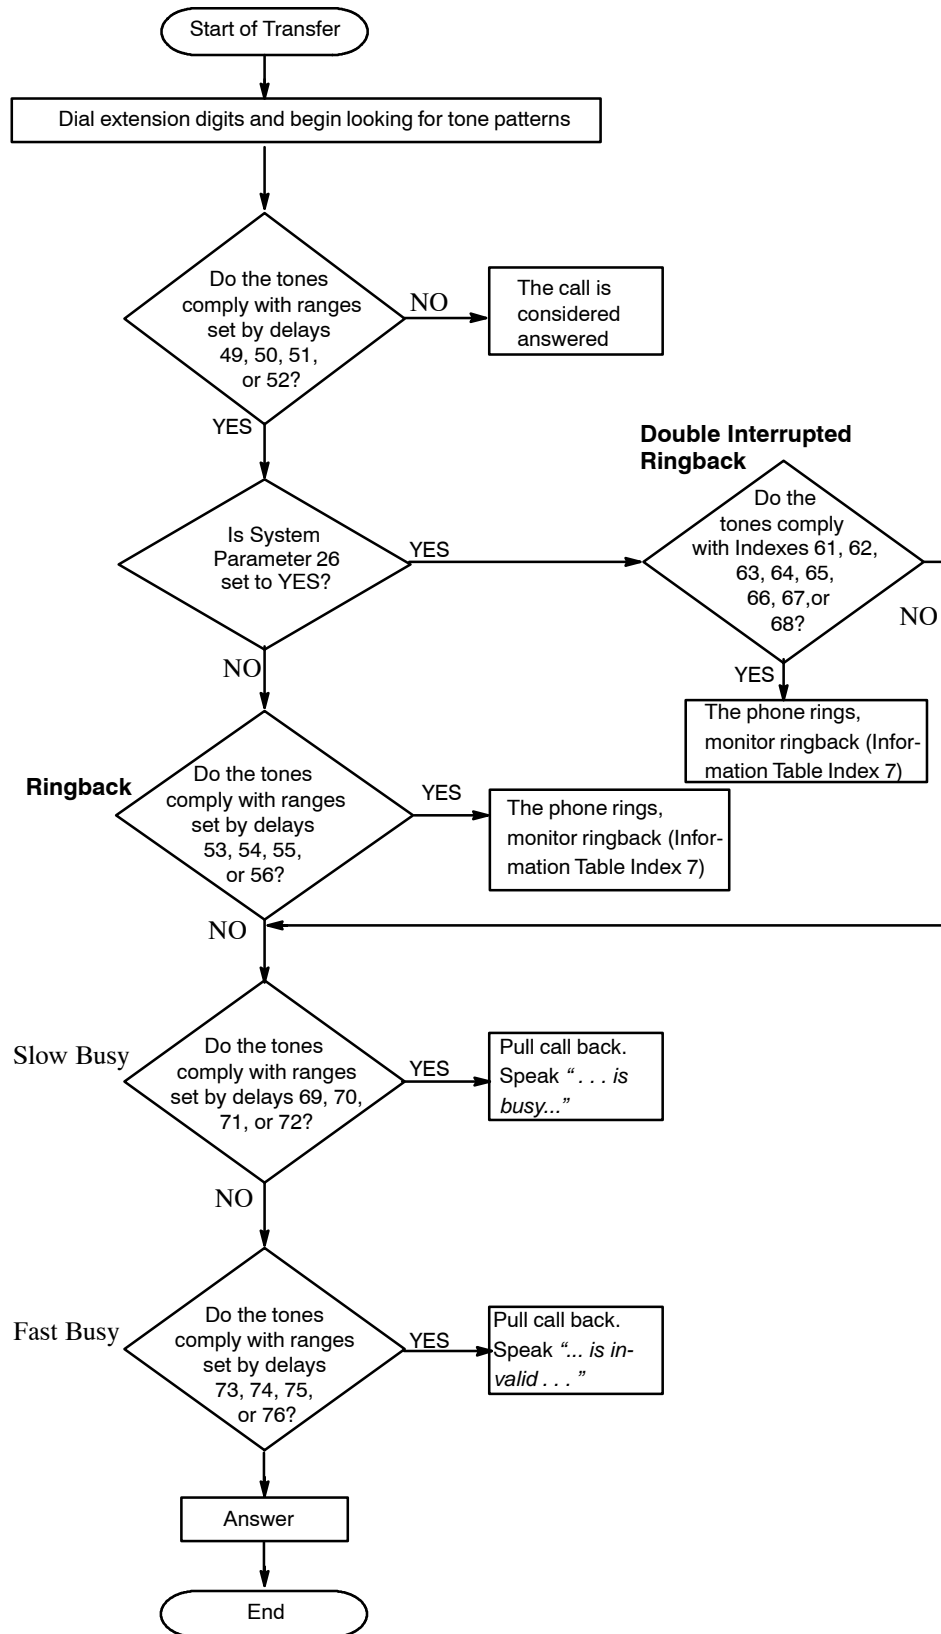 Start of Transfer
Dial extension digits and begin looking for tone patterns
Do the tones
comply with ranges
set by delays
49, 50, 51,
or 52?
NO
The call is
considered
answered
YES
Is System
Parameter 26
set to YES?
YES
Double Interrupted
Ringback
Do the
tones comply
with Indexes 61, 62,
63, 64, 65,
66, 67,or
68?
NO
YES
The phone rings,
monitor ringback (Infor-
mation Table Index 7)
NO
Ringback
Do the tones
comply with ranges
set by delays
53, 54, 55,
or 56?
YES
The phone rings,
monitor ringback (Infor-
mation Table Index 7)
NO
Slow Busy
Do the tones
comply with ranges
set by delays 69, 70,
71, or 72?
YES
Pull call back.
Speak “ . . . is
busy...”
NO
Fast Busy
Do the tones
comply with ranges
set by delays
73, 74, 75,
or 76?
YES
Pull call back.
Speak “... is in-
valid . . . ”
Answer
End